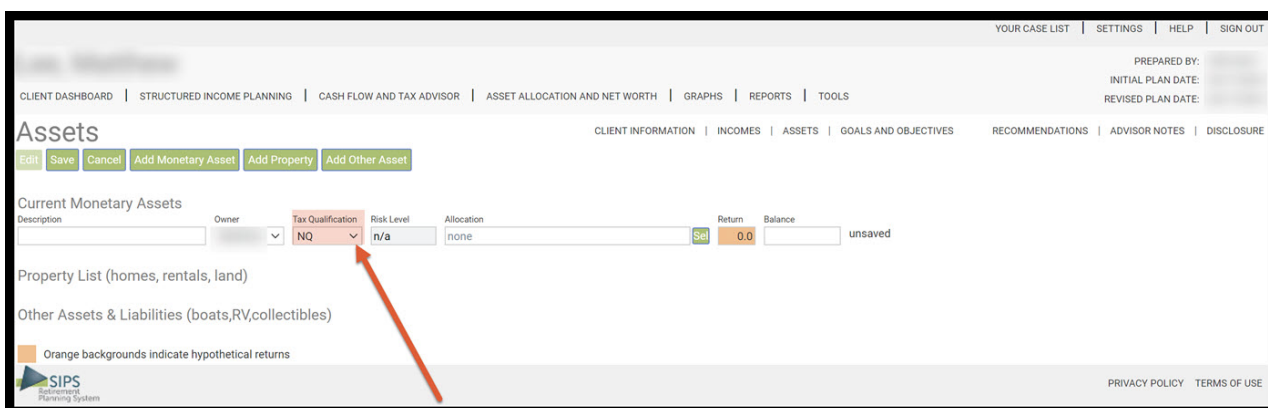 YOUR CASE LIST | SETTINGS | HELP | SIGN OUT
PREPARED BY:
INITIAL PLAN DATE:
CLIENT DASHBOARD | STRUCTURED INCOME PLANNING | CASH FLOW AND TAX ADVISOR | ASSET ALLOCATION AND NET WORTH | GRAPHS | REPORTS | TOOLS
REVISED PLAN DATE:
Assets
CLIENT INFORMATION | INCOMES | ASSETS | GOALS AND OBJECTIVES
RECOMMENDATIONS | ADVISOR NOTES | DISCLOSURE
Edit Save Cancel Add Monetary Asset Add Property Add Other Asset
Current Monetary Assets
Description Owner Tax Qualification Risk Level Allocation Return Balance
NQ n/a none Sel 0.0 unsaved
Property List (homes, rentals, land)
Other Assets & Liabilities (boats,RV,collectibles)
Orange backgrounds indicate hypothetical returns
SIPS
Retirement
Planning System
PRIVACY POLICY TERMS OF USE